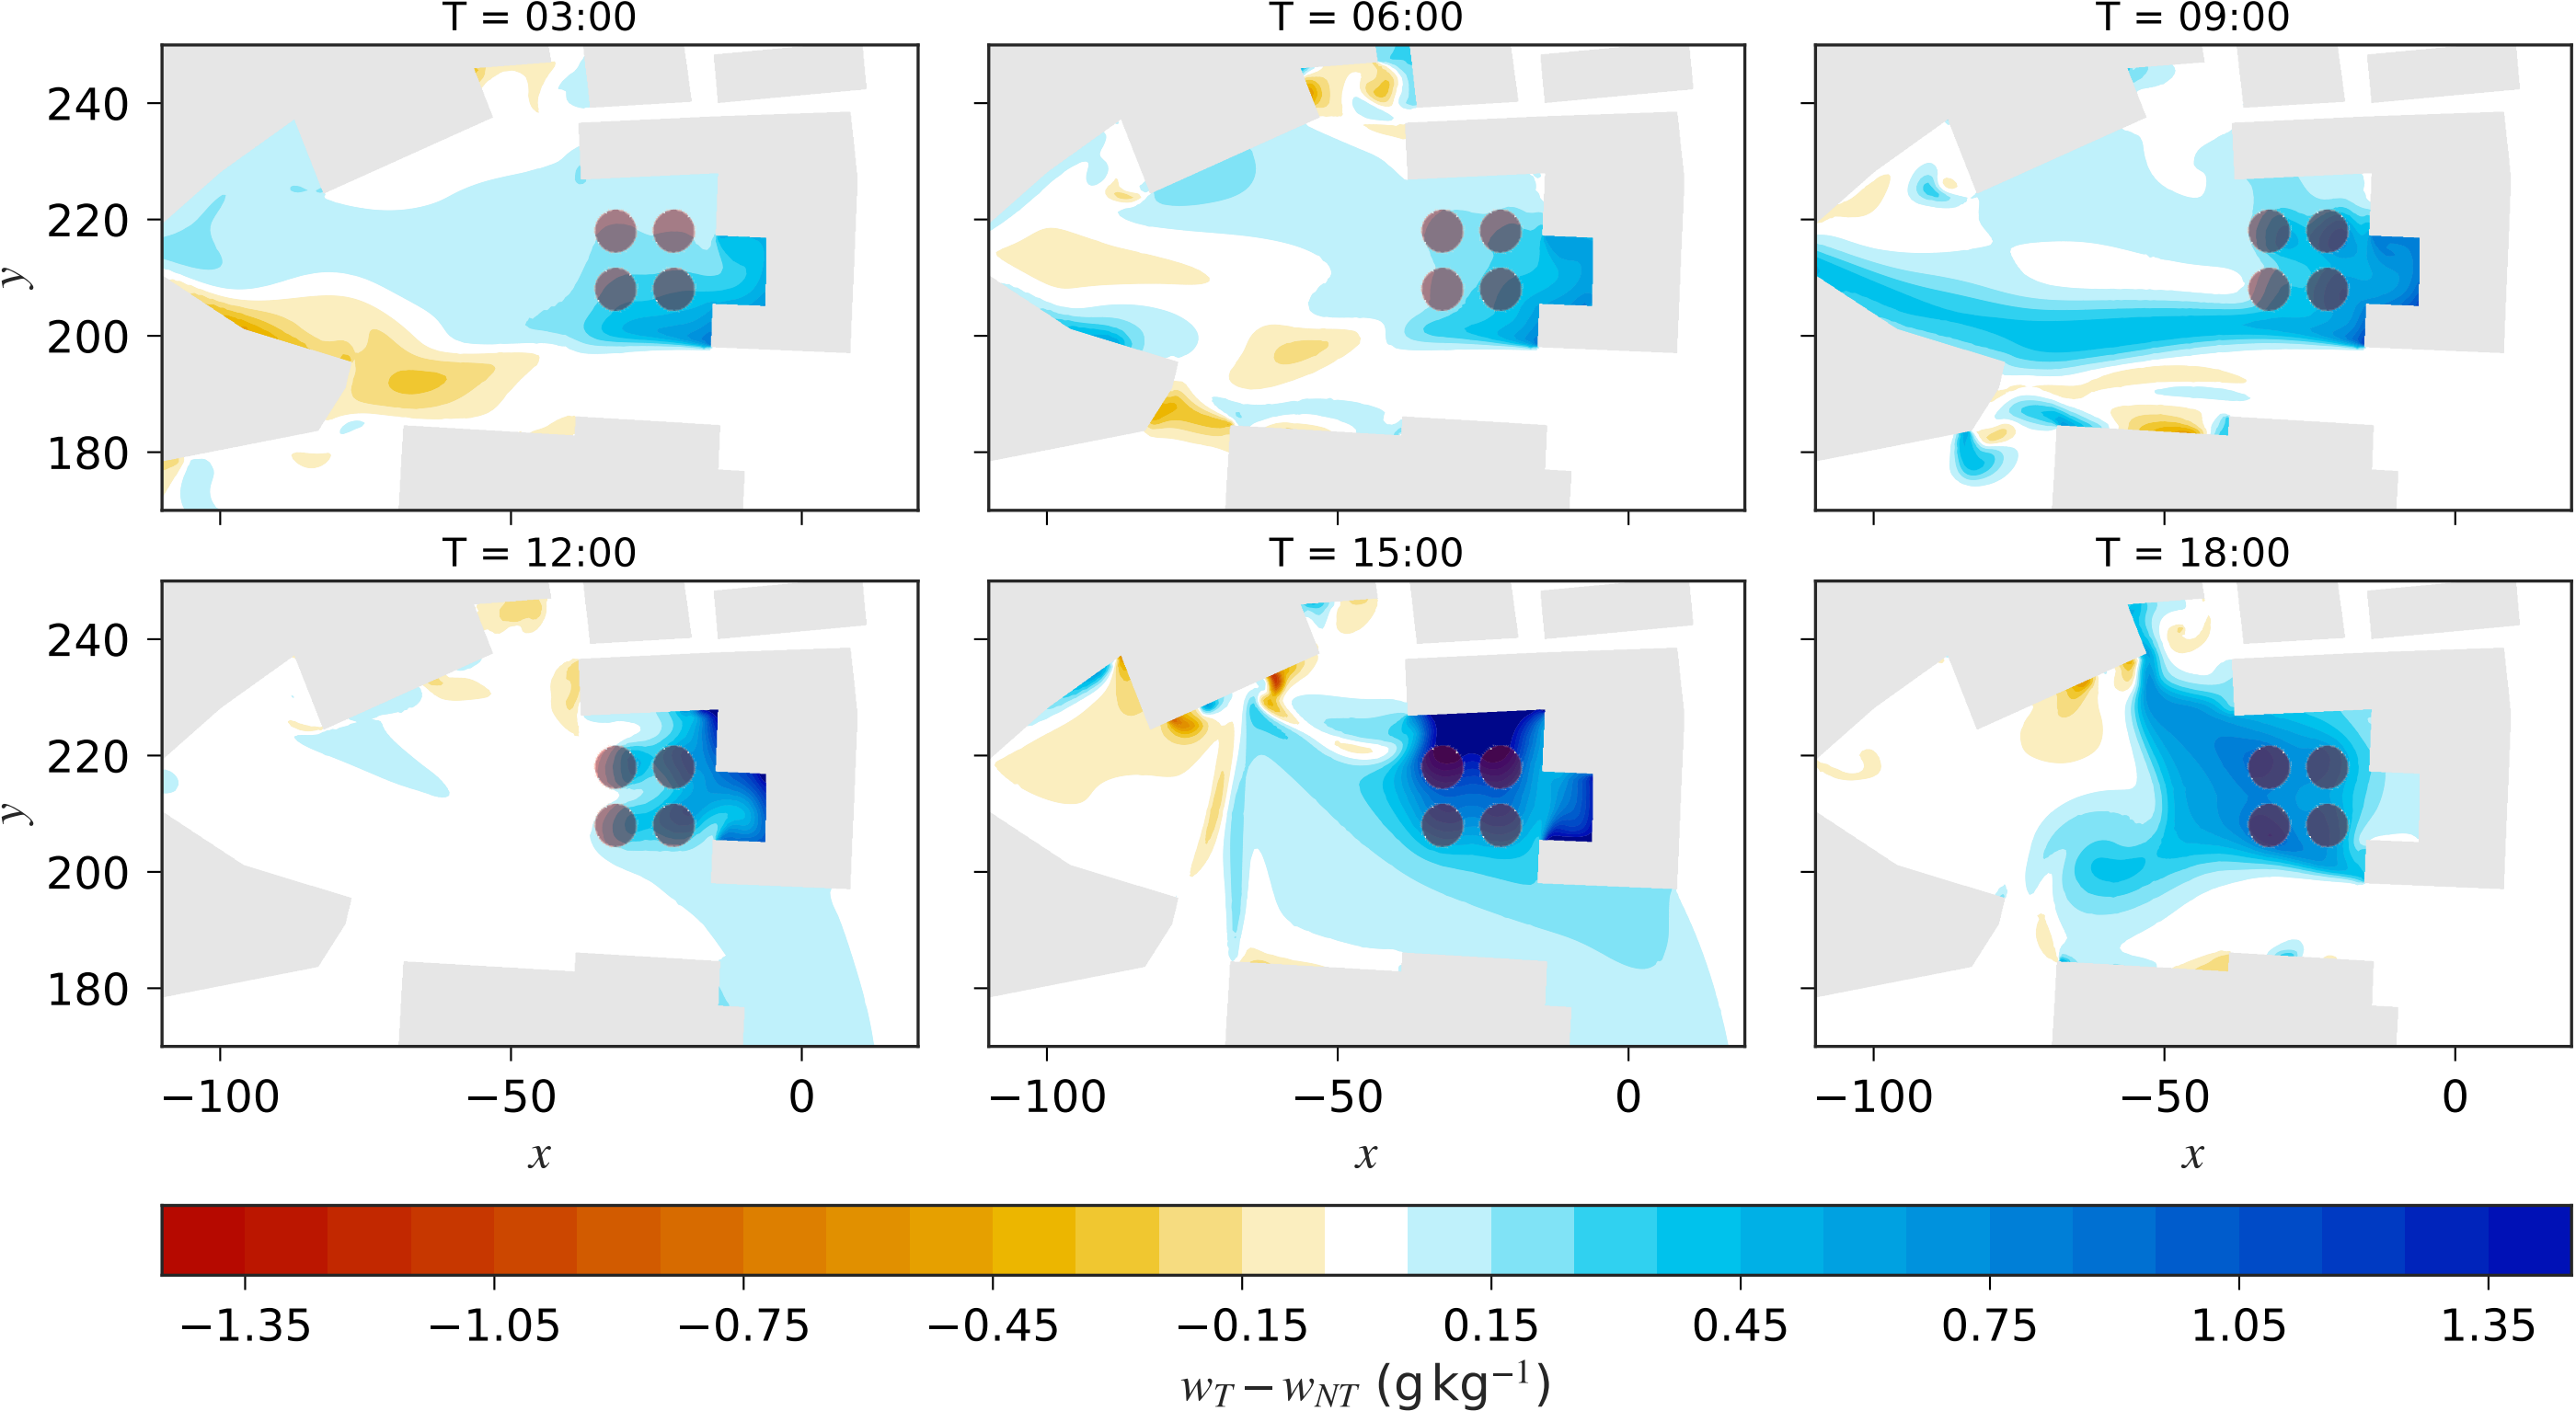 T = 03:00 T = 06:00 T = 09:00
240
220
y
200
180
T = 12:00 T = 15:00 T = 18:00
240
220
y
200
180
−100 −50 0 −100 −50 0 −100 −50 0
x x x
−1.35 −1.05 −0.75 −0.45 −0.15 0.15 0.45 0.75 1.05 1.35
w_T − w_NT (g kg⁻¹)